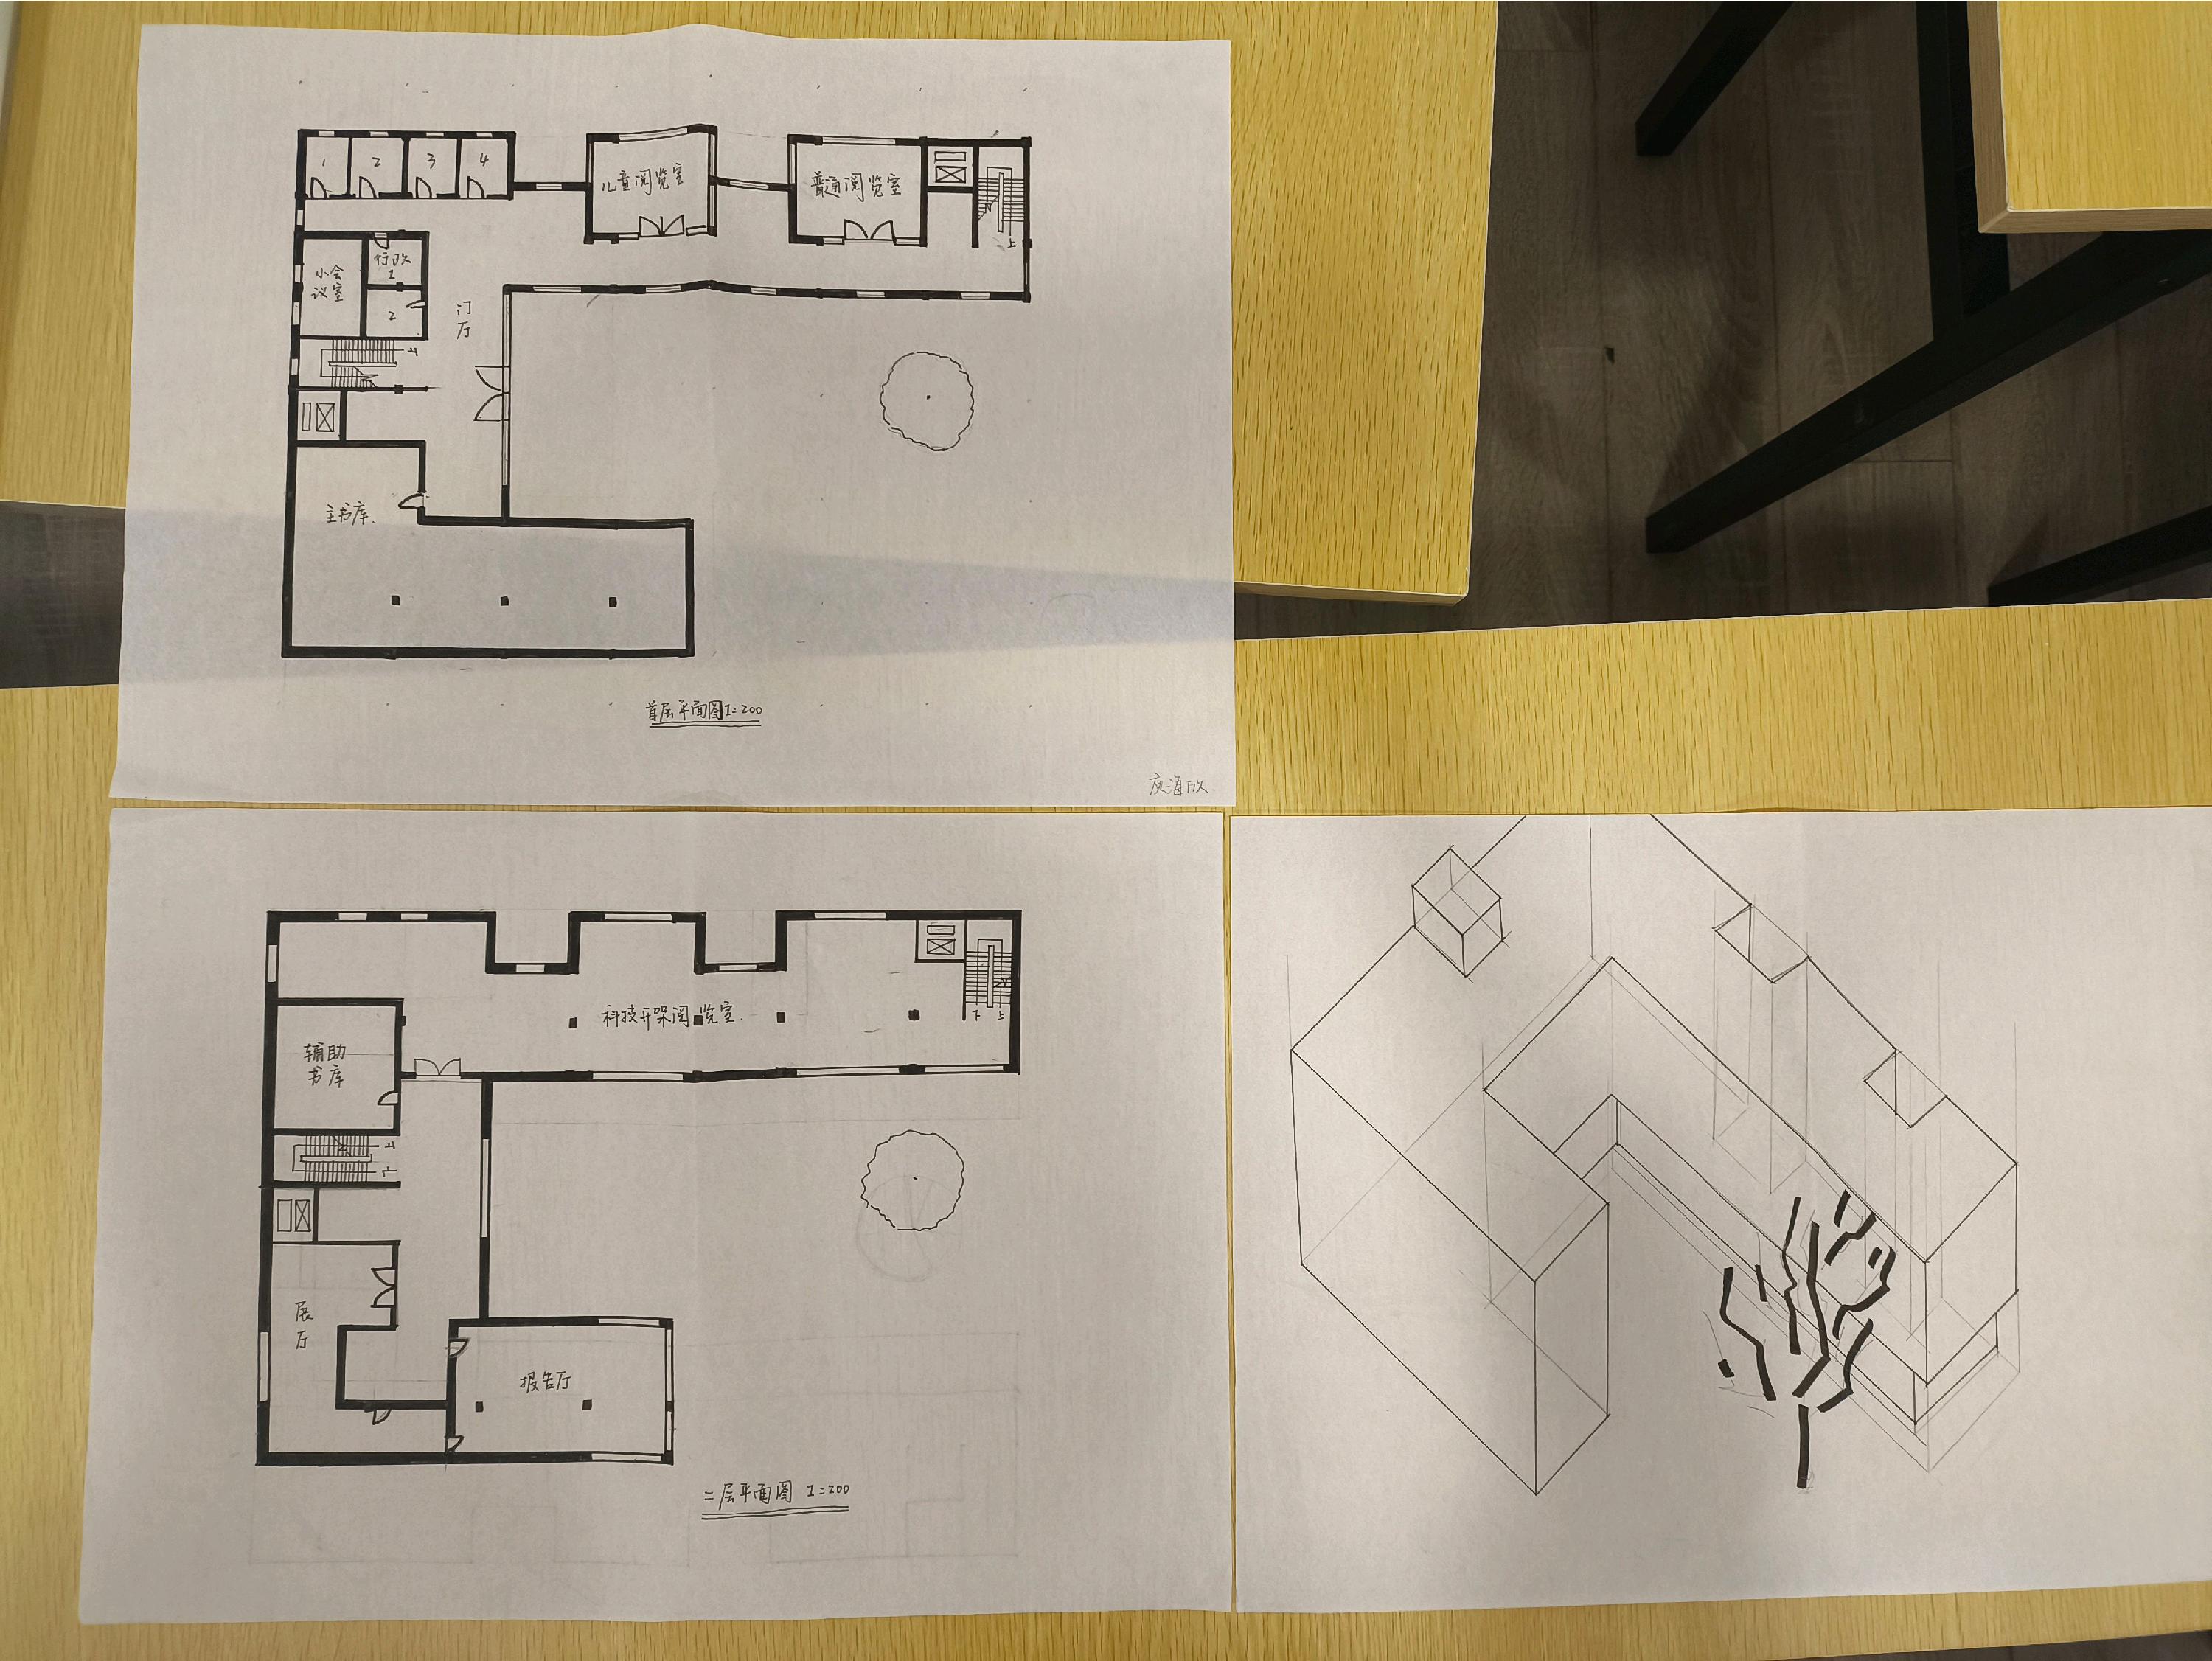 1 2 3 4
儿童阅览室
普通阅览室
上
小会
议室
行政
1
2
门
厅
上
主书库.
首层平面图1:200
科技开架阅览室.
下 上
辅助
书库
上
下
展
厅
报告厅
二层平面图 1:200